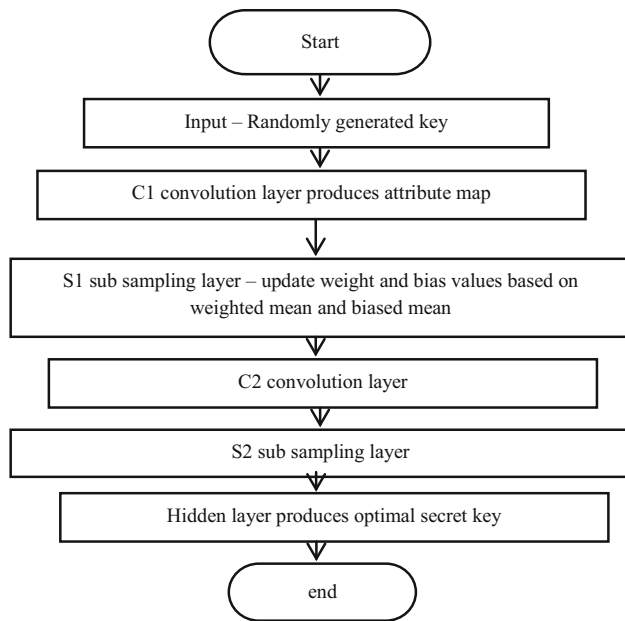 Start
Input – Randomly generated key
C1 convolution layer produces attribute map
S1 sub sampling layer – update weight and bias values based on
weighted mean and biased mean
C2 convolution layer
S2 sub sampling layer
Hidden layer produces optimal secret key
end